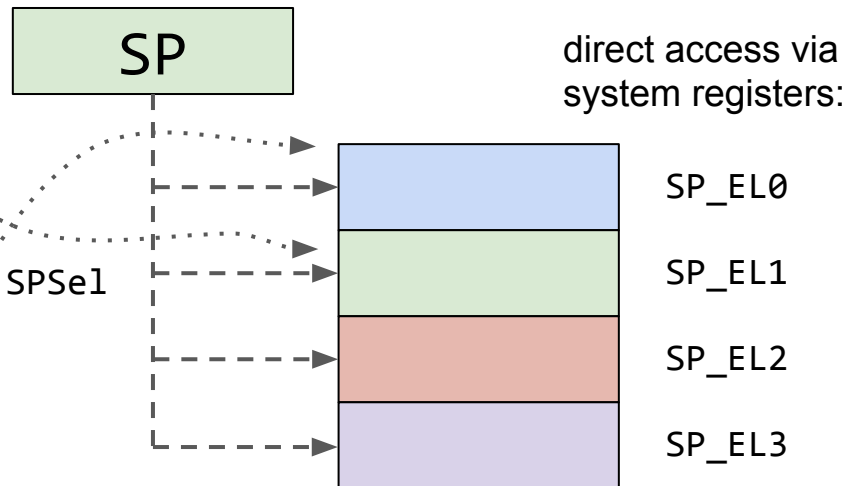 SP
direct access via
system registers:
SP_EL0
SPSel
SP_EL1
SP_EL2
SP_EL3